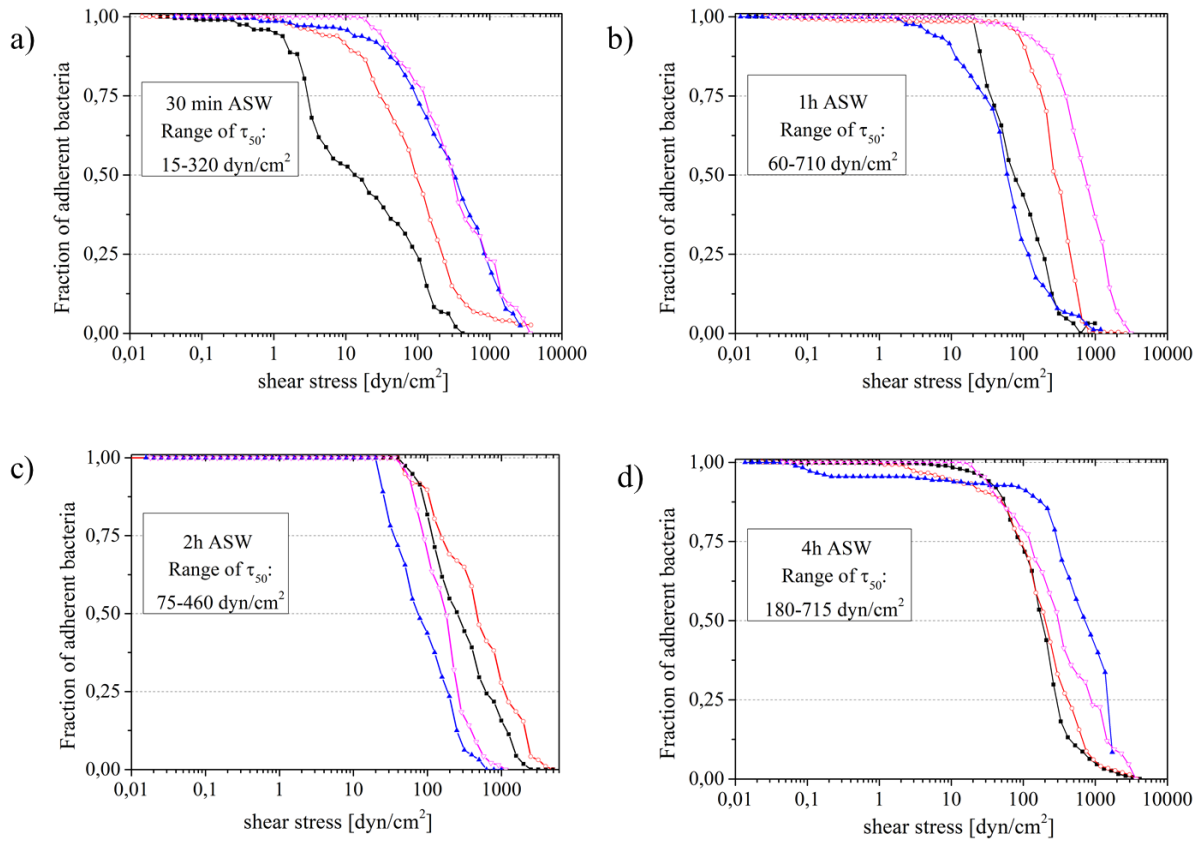 a)
Fraction of adherent bacteria
1,00
0,75
0,50
0,25
0,00
30 min ASW
Range of τ50:
15-320 dyn/cm2
0,01 0,1 1 10 100 1000 10000
shear stress [dyn/cm2]
b)
Fraction of adherent bacteria
1,00
0,75
0,50
0,25
0,00
1h ASW
Range of τ50:
60-710 dyn/cm2
0,01 0,1 1 10 100 1000 10000
shear stress [dyn/cm2]
c)
Fraction of adherent bacteria
1,00
0,75
0,50
0,25
0,00
2h ASW
Range of τ50:
75-460 dyn/cm2
0,1 1 10 100 1000
shear stress [dyn/cm2]
d)
Fraction of adherent bacteria
1,00
0,75
0,50
0,25
0,00
4h ASW
Range of τ50:
180-715 dyn/cm2
0,01 0,1 1 10 100 1000 10000
shear stress [dyn/cm2]